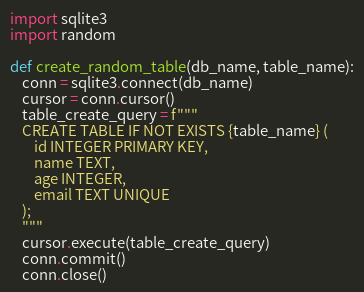 import sqlite3
import random

def create_random_table(db_name, table_name):
    conn = sqlite3.connect(db_name)
    cursor = conn.cursor()
    table_create_query = f"""
    CREATE TABLE IF NOT EXISTS {table_name} (
        id INTEGER PRIMARY KEY,
        name TEXT,
        age INTEGER,
        email TEXT UNIQUE
    );
    """
    cursor.execute(table_create_query)
    conn.commit()
    conn.close()